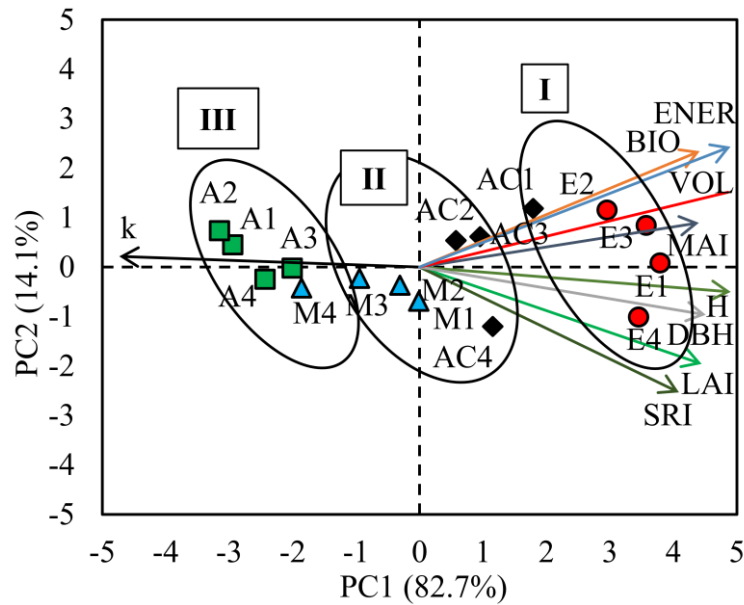 5
4
3
2
1
0
-1
-2
-3
-4
-5
PC2 (14.1%)
I
III
II
ENER
BIO
VOL
AC1
E2
A2
AC2
A1
AC3
E3
MAI
k
A3
A4
M4
M3
M2
E1
H
M1
E4
DBH
AC4
LAI
SRI
-5 -4 -3 -2 -1 0 1 2 3 4 5
PC1 (82.7%)